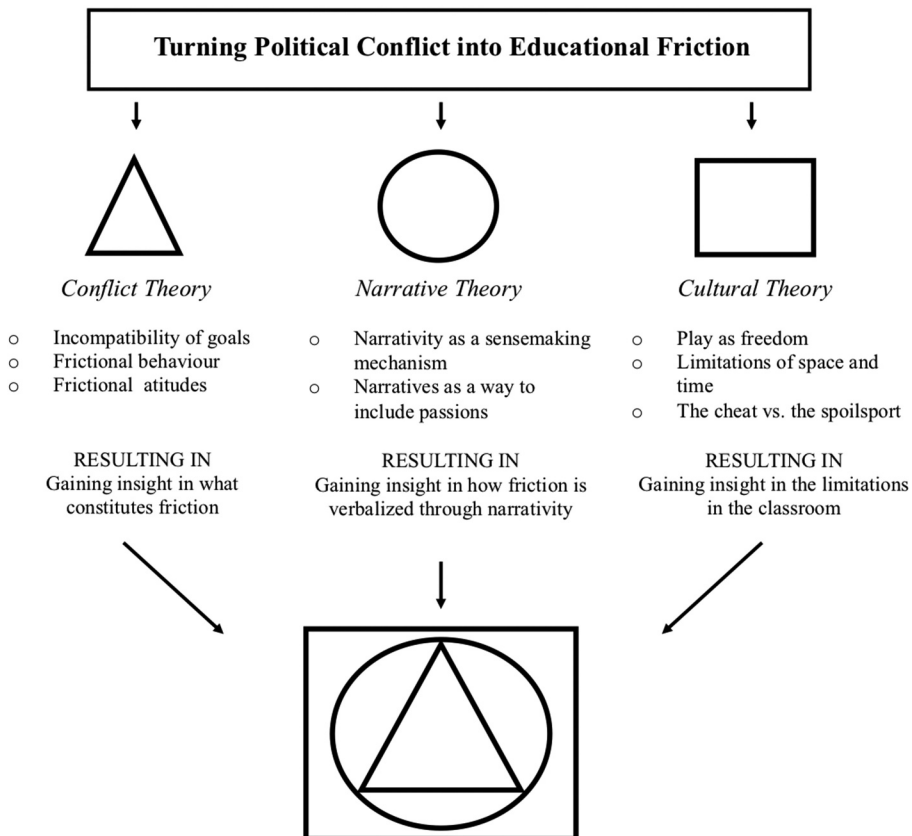 Turning Political Conflict into Educational Friction
Conflict Theory
o Incompatibility of goals
o Frictional behaviour
o Frictional atitudes
RESULTING IN
Gaining insight in what
constitutes friction
Narrative Theory
o Narrativity as a sensemaking
mechanism
o Narratives as a way to
include passions
RESULTING IN
Gaining insight in how friction is
verbalized through narrativity
Cultural Theory
o Play as freedom
o Limitations of space and
time
o The cheat vs. the spoilsport
RESULTING IN
Gaining insight in the limitations
in the classroom